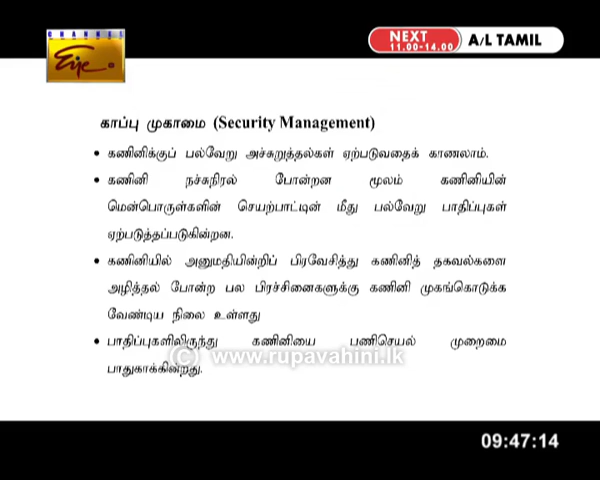 CHANNEL
Eye
NEXT
11.00-14.00
A/L TAMIL
காப்பு முகாமை (Security Management)
• கணினிக்குப் பல்வேறு அச்சுறுத்தல்கள் ஏற்படுவதைக் காணலாம்.
• கணினி நச்சுநிரல் போன்றன மூலம் கணினியின்
மென்பொருள்களின் செயற்பாட்டின் மீது பல்வேறு பாதிப்புகள்
ஏற்படுத்தப்படுகின்றன.
• கணினியில் அனுமதியின்றிப் பிரவேசித்து கணினித் தகவல்களை
அழித்தல் போன்ற பல பிரச்சினைகளுக்கு கணினி முகங்கொடுக்க
வேண்டிய நிலை உள்ளது
• பாதிப்புகளிலிருந்து கணினியை பணிசெயல் முறைமை
© www.rupavahini.lk
பாதுகாக்கின்றது.
09:47:14